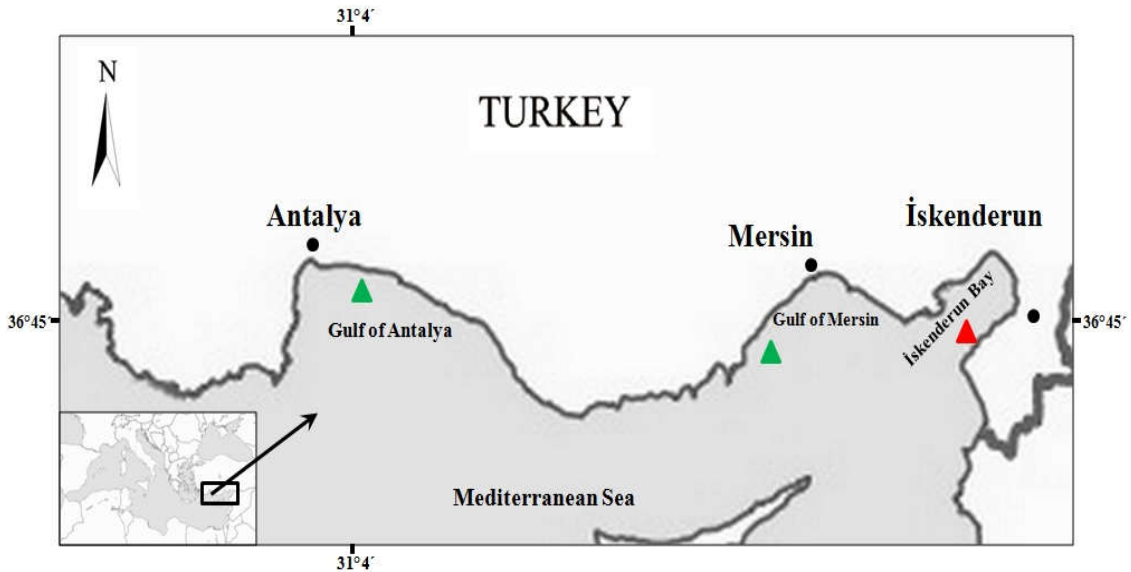 31°4´
N
TURKEY
Antalya
Mersin
İskenderun
36°45´
Gulf of Antalya
Gulf of Mersin
İskenderun Bay
36°45´
Mediterranean Sea
31°4´